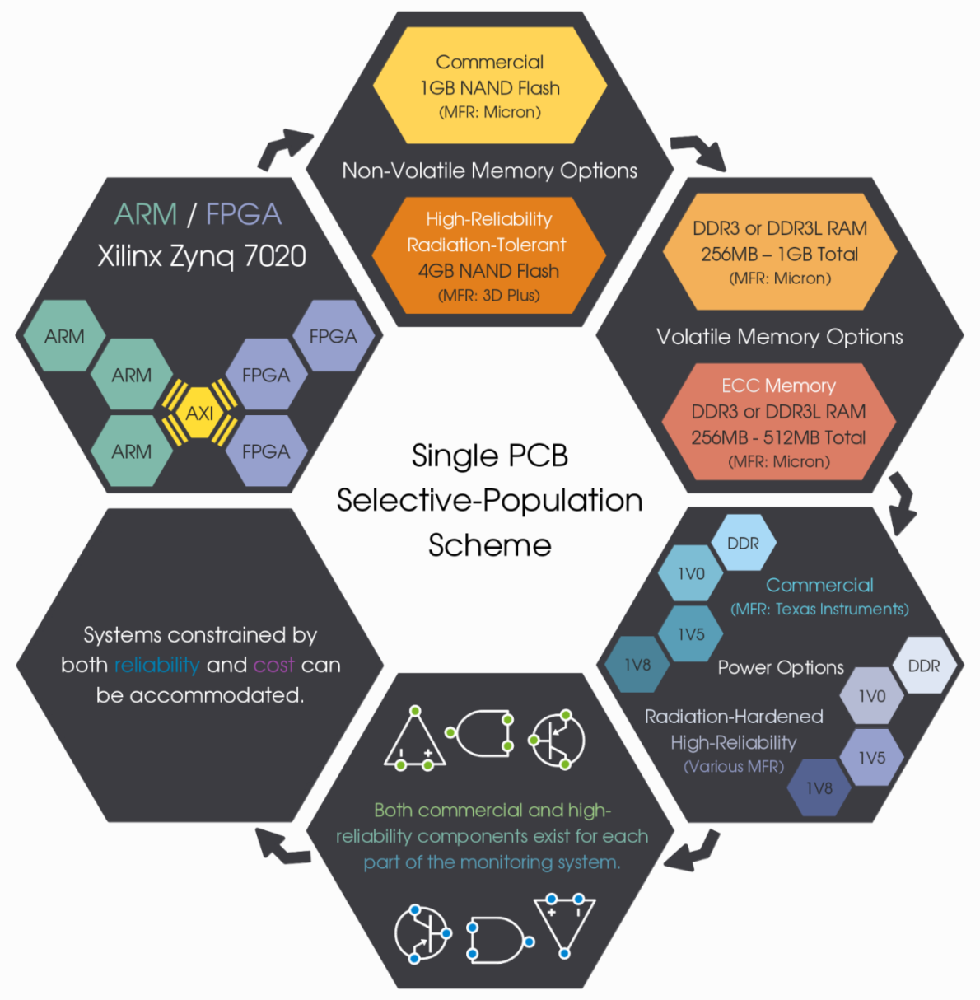 Commercial
1GB NAND Flash
(MFR: Micron)
Non-Volatile Memory Options
High-Reliability
Radiation-Tolerant
4GB NAND Flash
(MFR: 3D Plus)
ARM / FPGA
Xilinx Zynq 7020
ARM
ARM
ARM
AXI
FPGA
FPGA
FPGA
DDR3 or DDR3L RAM
256MB – 1GB Total
(MFR: Micron)
Volatile Memory Options
ECC Memory
DDR3 or DDR3L RAM
256MB - 512MB Total
(MFR: Micron)
Single PCB
Selective-Population
Scheme
DDR
1V0
1V5
1V8
Commercial
(MFR: Texas Instruments)
Power Options
DDR
1V0
1V5
1V8
Radiation-Hardened
High-Reliability
(Various MFR)
Both commercial and high-
reliability components exist for each
part of the monitoring system.
Systems constrained by
both reliability and cost can
be accommodated.